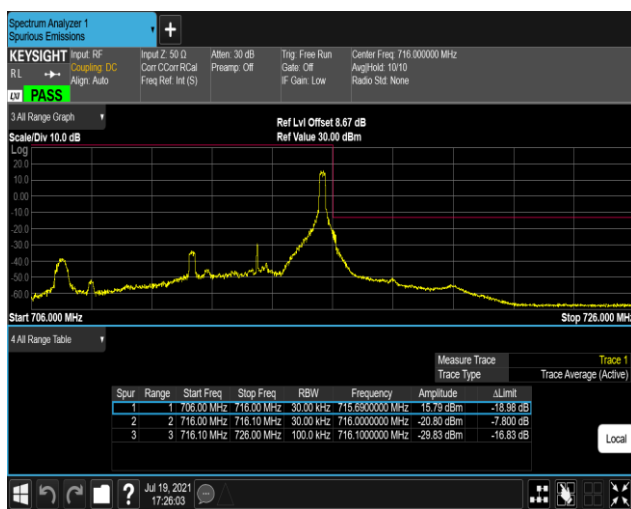 Spectrum Analyzer 1
Spurious Emissions
KEYSIGHT Input: RF Input Z: 50 Ω Atten: 30 dB Trig: Free Run Center Freq: 716.000000 MHz
RL Coupling: DC Corr CCorr RCal Preamp: Off Gate: Off Avg|Hold: 10/10
Align: Auto Freq Ref: Int (S) IF Gain: Low Radio Std: None
LXI PASS
3 All Range Graph
Ref Lvl Offset 8.67 dB
Scale/Div 10.0 dB Ref Value 30.00 dBm
Log
20.0
10.0
0.00
-10.0
-20.0
-30.0
-40.0
-50.0
-60.0
Start 706.000 MHz Stop 726.000 MHz
4 All Range Table
Measure Trace Trace 1
Trace Type Trace Average (Active)
Spur Range Start Freq Stop Freq RBW Frequency Amplitude ΔLimit
1 1 706.00 MHz 716.00 MHz 30.00 kHz 715.6900000 MHz 15.79 dBm -18.98 dB
2 2 716.00 MHz 716.10 MHz 30.00 kHz 716.0000000 MHz -20.80 dBm -7.800 dB
3 3 716.10 MHz 726.00 MHz 100.0 kHz 716.1000000 MHz -29.83 dBm -16.83 dB
Local
Jul 19, 2021
17:26:03